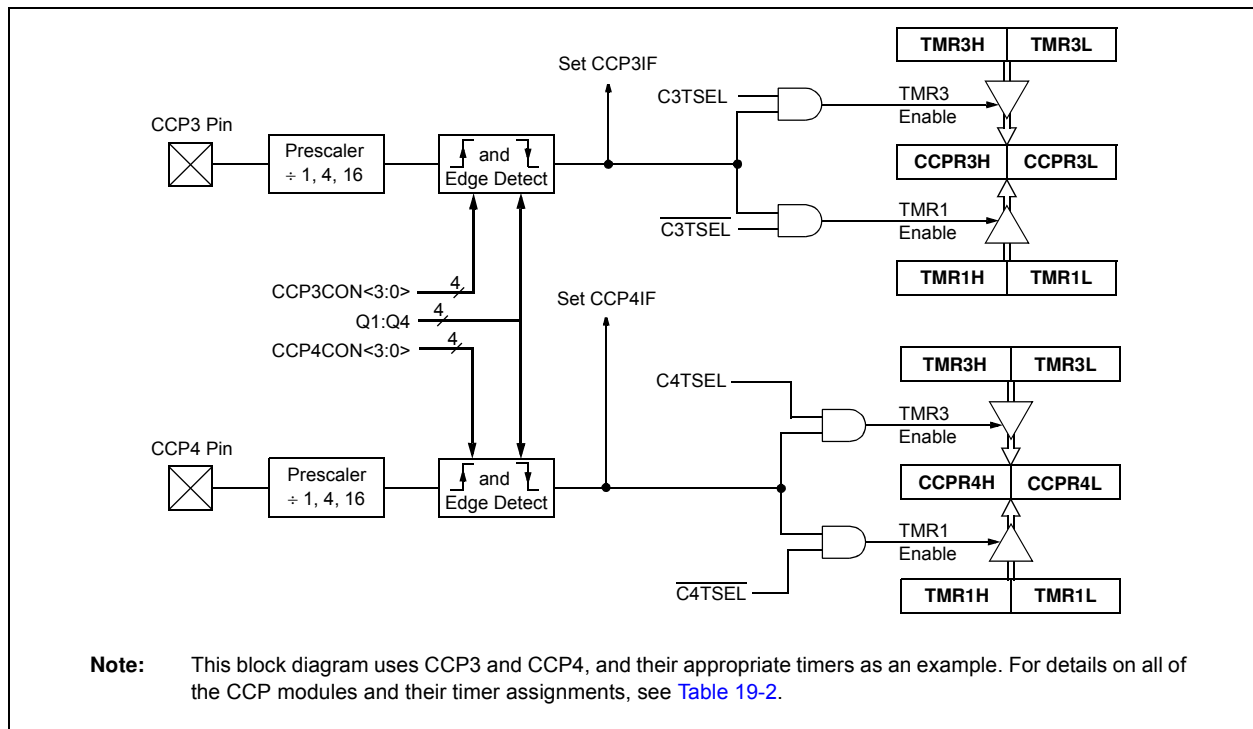 TMR3H TMR3L
Set CCP3IF
C3TSEL
TMR3
Enable
CCP3 Pin
Prescaler
÷ 1, 4, 16
and
Edge Detect
CCPR3H CCPR3L
C3TSEL
TMR1
Enable
TMR1H TMR1L
CCP3CON<3:0> 4
Q1:Q4 4
CCP4CON<3:0> 4
Set CCP4IF
TMR3H TMR3L
C4TSEL
TMR3
Enable
CCP4 Pin
Prescaler
÷ 1, 4, 16
and
Edge Detect
CCPR4H CCPR4L
TMR1
Enable
C4TSEL
TMR1H TMR1L
Note: This block diagram uses CCP3 and CCP4, and their appropriate timers as an example. For details on all of
the CCP modules and their timer assignments, see Table 19-2.